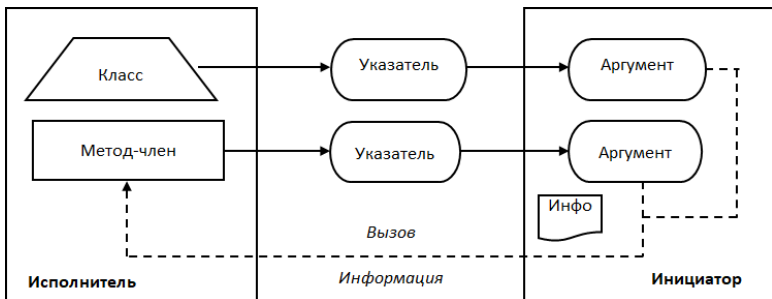 Класс
Указатель
Аргумент
Метод-член
Указатель
Аргумент
Инфо
Вызов
Исполнитель
Информация
Инициатор